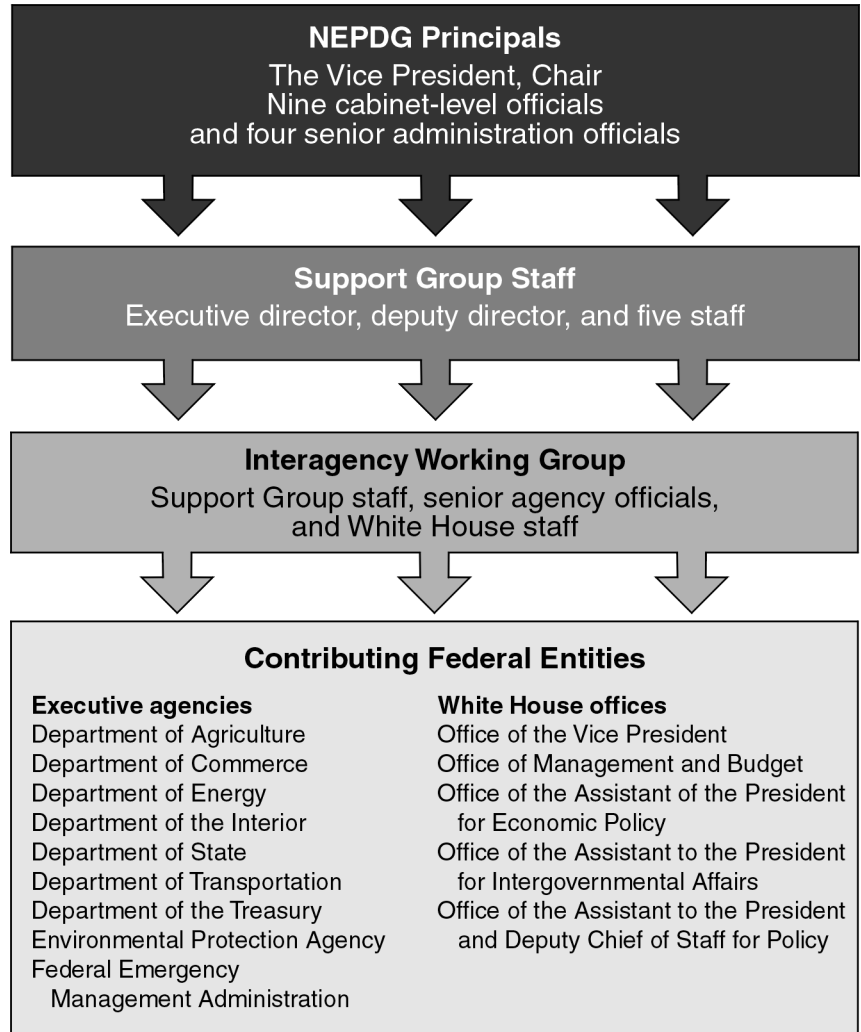 NEPDG Principals
The Vice President, Chair
Nine cabinet-level officials
and four senior administration officials
Support Group Staff
Executive director, deputy director, and five staff
Interagency Working Group
Support Group staff, senior agency officials,
and White House staff
Contributing Federal Entities
Executive agencies
Department of Agriculture
Department of Commerce
Department of Energy
Department of the Interior
Department of State
Department of Transportation
Department of the Treasury
Environmental Protection Agency
Federal Emergency
Management Administration
White House offices
Office of the Vice President
Office of Management and Budget
Office of the Assistant of the President
for Economic Policy
Office of the Assistant to the President
for Intergovernmental Affairs
Office of the Assistant to the President
and Deputy Chief of Staff for Policy